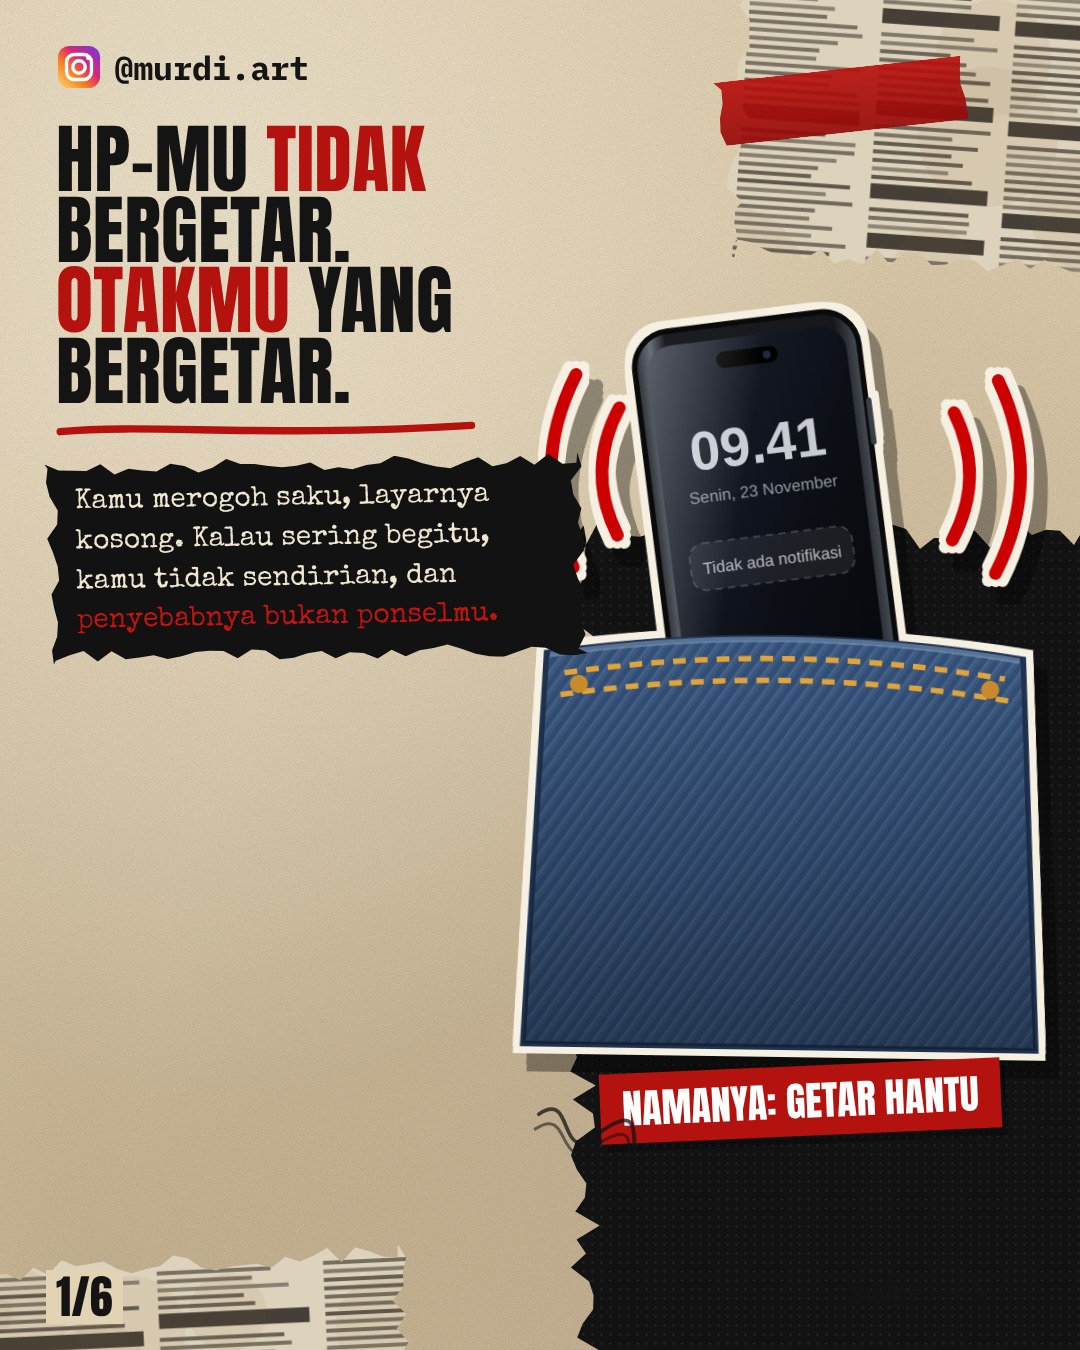 @murdi.art
HP-MU TIDAK
BERGETAR.
OTAKMU YANG
BERGETAR.
Kamu merogoh saku, layarnya
kosong. Kalau sering begitu,
kamu tidak sendirian, dan
penyebabnya bukan ponselmu.
09.41
Senin, 23 November
Tidak ada notifikasi
NAMANYA: GETAR HANTU
1/6